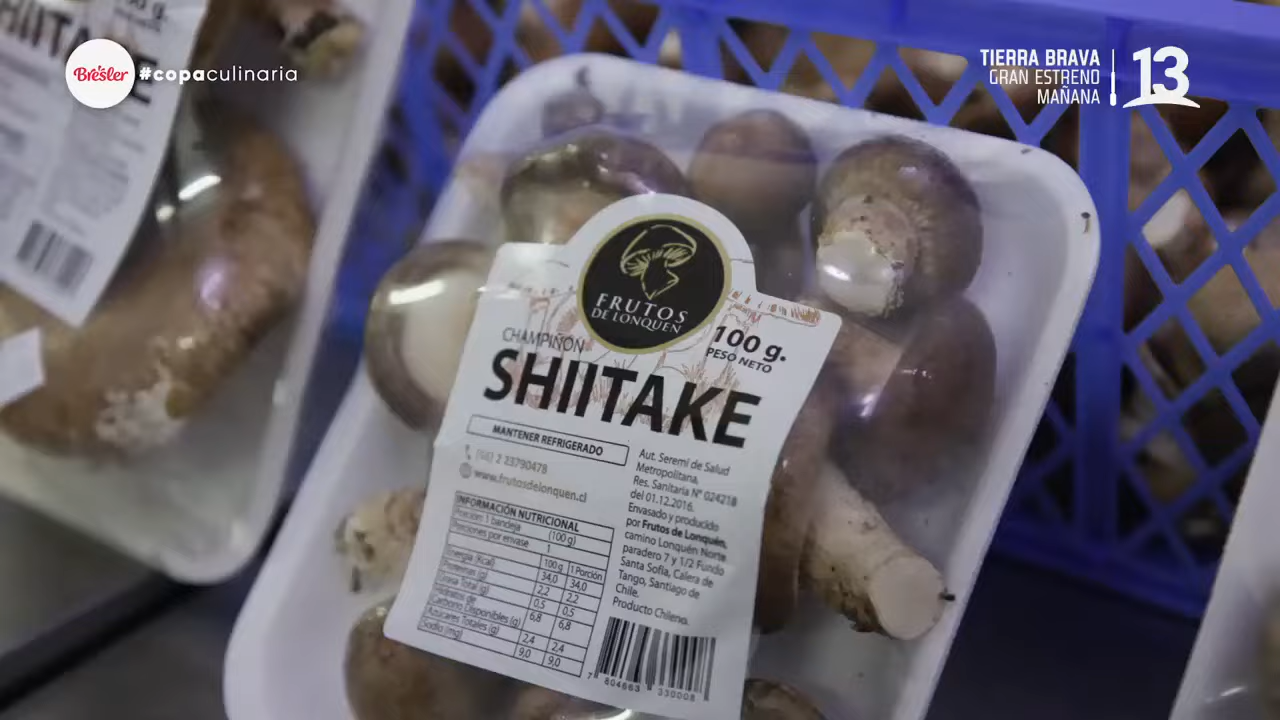 Bresler
#copaculinaria
TIERRA BRAVA
GRAN ESTRENO
MAÑANA
13
SHIITAKE
FRUTOS
DE LONQUEN
CHAMPIÑON
100 g.
PESO NETO
SHIITAKE
MANTENER REFRIGERADO
(56) 2 23790478
www.frutosdelonquen.cl
Aut. Seremi de Salud
Metropolitana,
Res. Sanitaria N° 024218
del 01.12.2016.
Envasado y producido
por Frutos de Lonquén,
camino Lonquén Norte
paradero 7 y 1/2 Fundo
Santa Sofía, Calera de
Tango, Santiago de
Chile.
Producto Chileno.
INFORMACIÓN NUTRICIONAL
Porción: 1 bandeja (100 g)
Porciones por envase 1
100 g 1 Porción
Energía (Kcal) 34,0 34,0
Proteínas (g) 2,2 2,2
Grasa Total (g) 0,5 0,5
Hidratos de
Carbono Disponibles (g) 6,8 6,8
Azúcares Totales (g) 2,4 2,4
Sodio (mg) 9,0 9,0
7 804663 330008